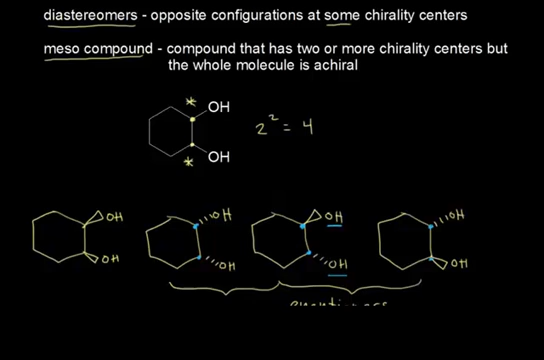 diastereomers - opposite configurations at some chirality centers
meso compound - compound that has two or more chirality centers but
the whole molecule is achiral
* OH
2² = 4
* OH
OH OH OH OH
OH OH OH OH